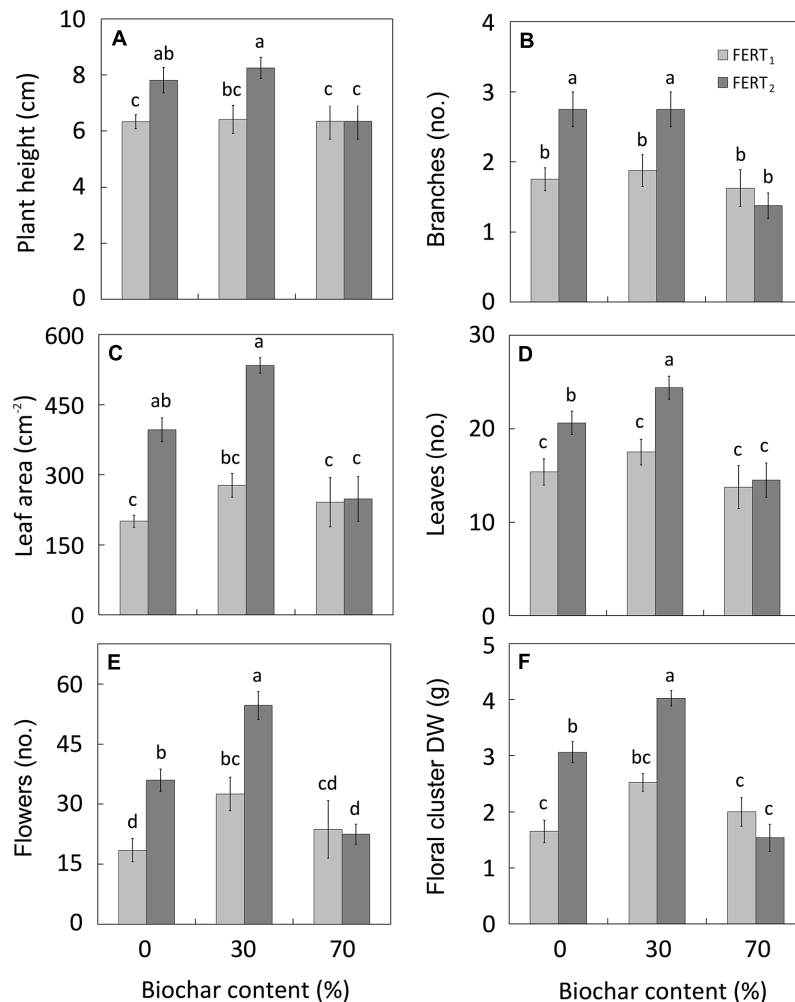 A
Plant height (cm)
10
8
6
4
2
0
c
ab
bc
a
c
c
B
FERT₁
FERT₂
Branches (no.)
4
3
2
1
0
b
a
b
a
b
b
C
Leaf area (cm⁻²)
600
450
300
150
0
c
ab
bc
a
c
c
D
Leaves (no.)
30
20
10
0
c
b
c
a
c
c
E
Flowers (no.)
60
45
30
15
0
d
b
bc
a
cd
d
0
30
70
Biochar content (%)
F
Floral cluster DW (g)
5
4
3
2
1
0
c
b
bc
a
c
c
0
30
70
Biochar content (%)